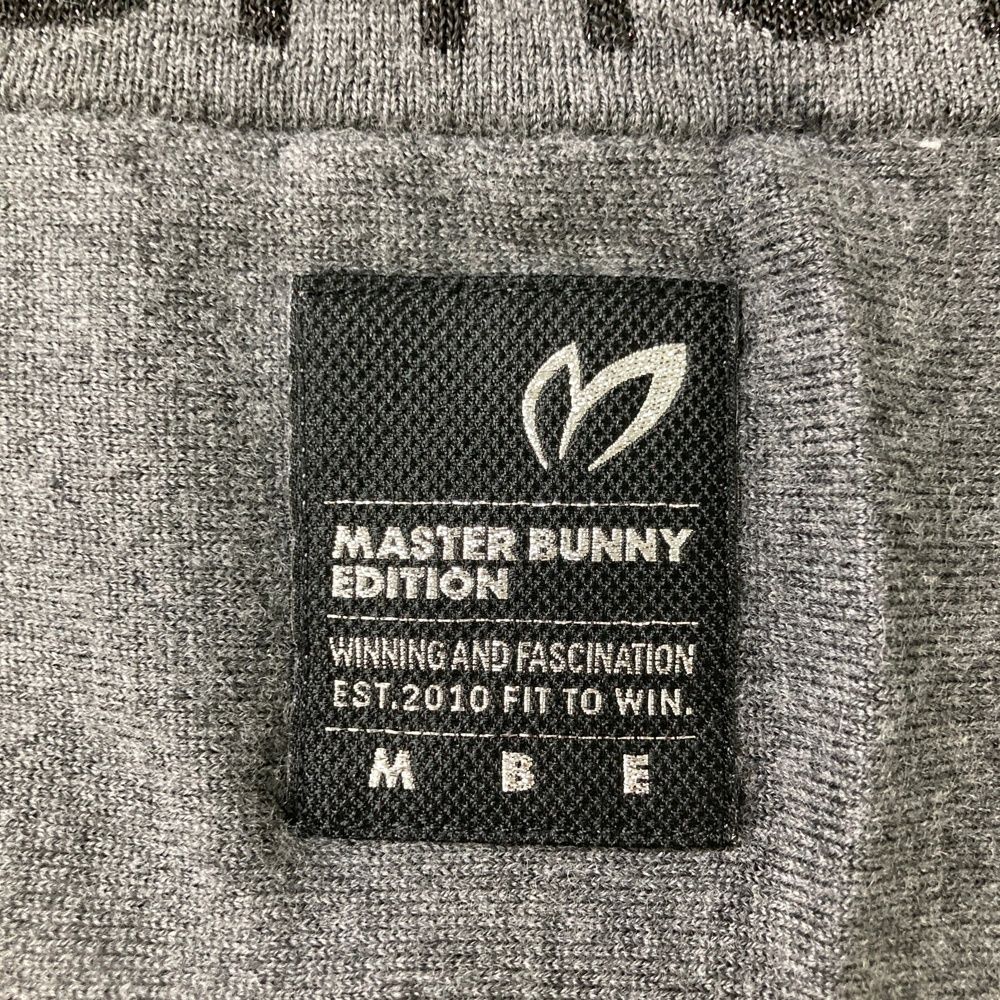 MASTER BUNNY
EDITION
WINNING AND FASCINATION
EST.2010 FIT TO WIN.
M B E